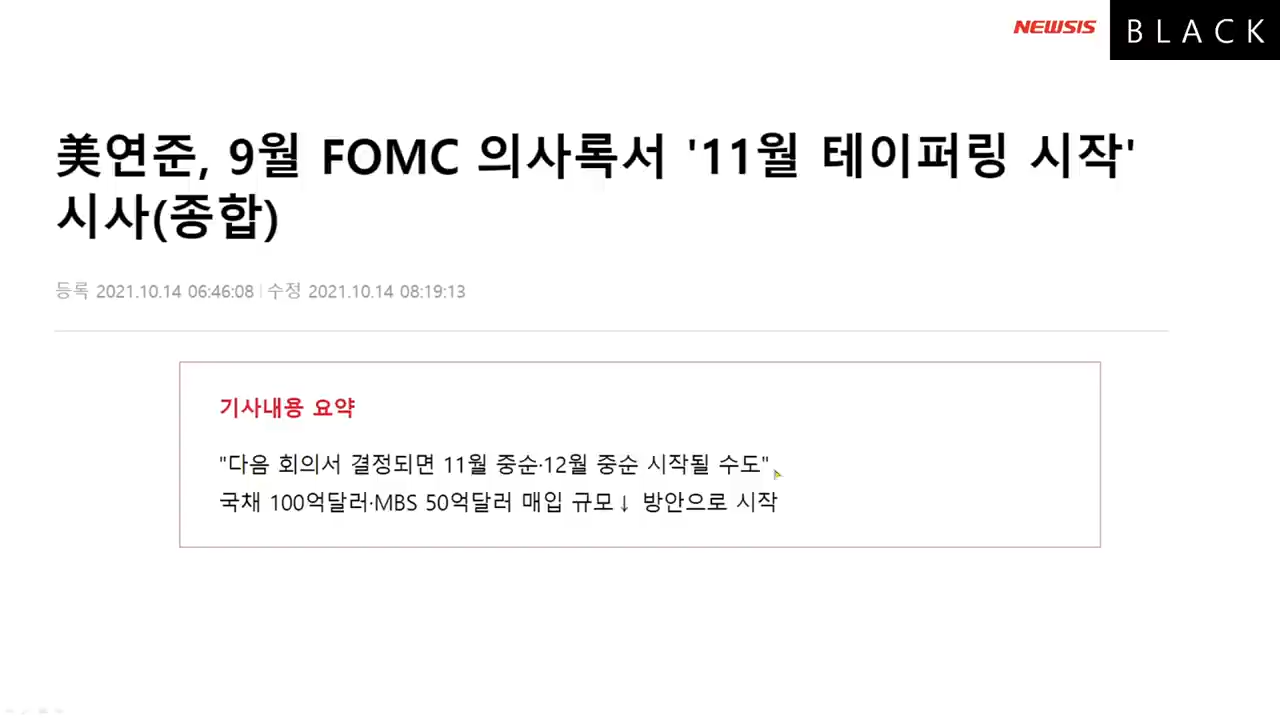 NEWSIS
BLACK
美연준, 9월 FOMC 의사록서 '11월 테이퍼링 시작'
시사(종합)
등록 2021.10.14 06:46:08 | 수정 2021.10.14 08:19:13
기사내용 요약
"다음 회의서 결정되면 11월 중순·12월 중순 시작될 수도"
국채 100억달러·MBS 50억달러 매입 규모↓ 방안으로 시작